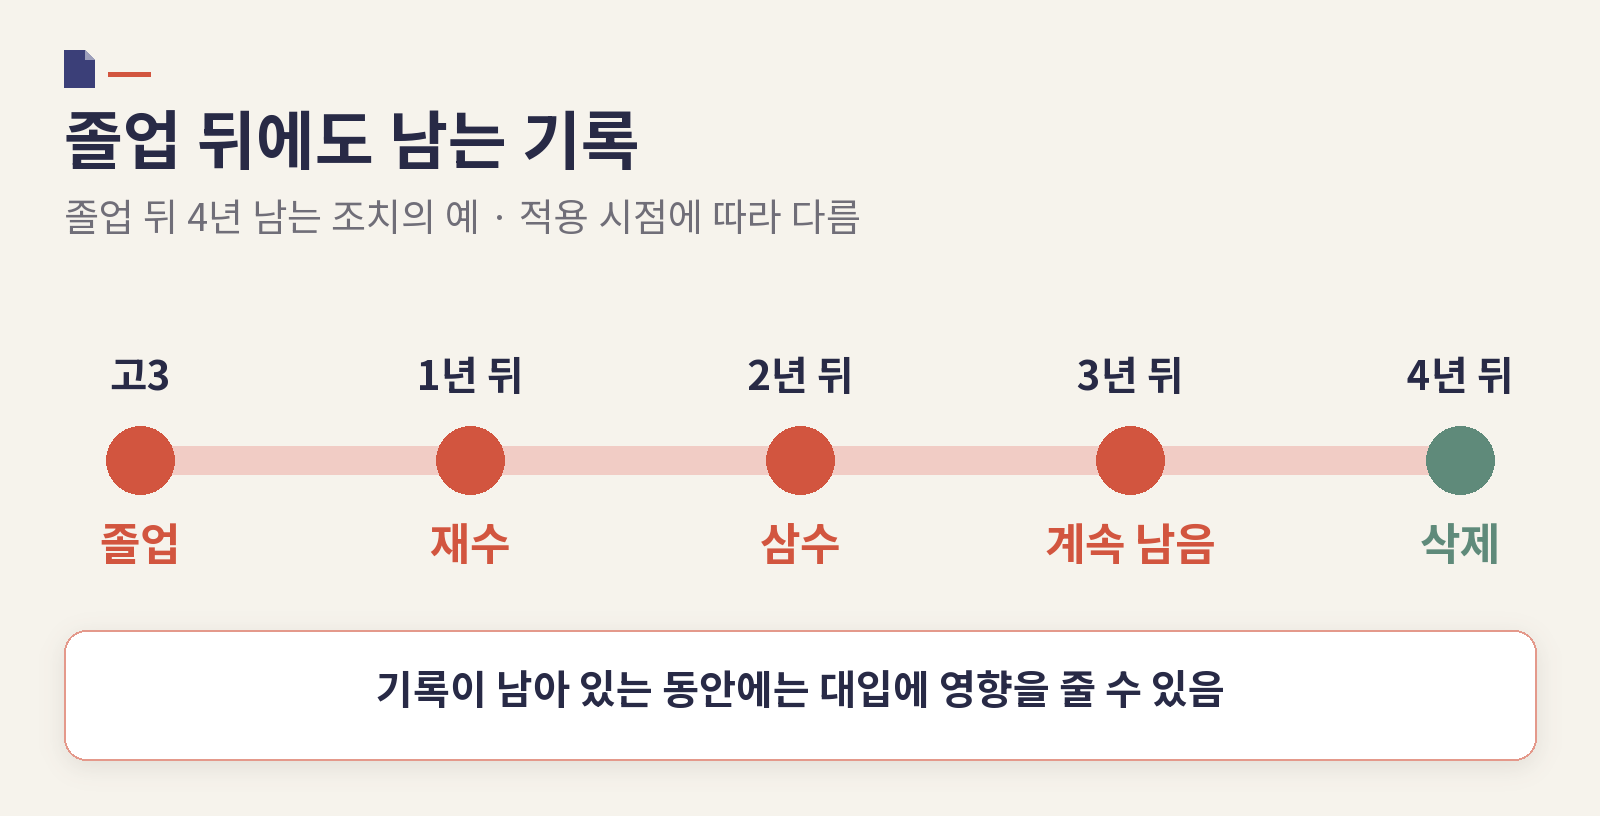 졸업 뒤에도 남는 기록
졸업 뒤 4년 남는 조치의 예 · 적용 시점에 따라 다름
고3
1년 뒤
2년 뒤
3년 뒤
4년 뒤
졸업
재수
삼수
계속 남음
삭제
기록이 남아 있는 동안에는 대입에 영향을 줄 수 있음